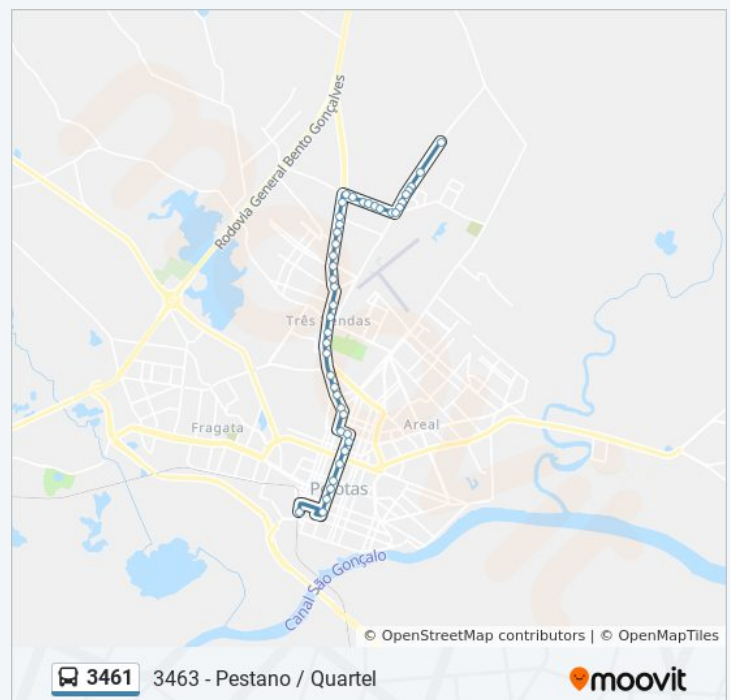 Rodovia General Bento Gonçalves
Três Vendas
Fragata
Areal
Pelotas
Canal São Gonçalo
© OpenStreetMap contributors | © OpenMapTiles
3461 3463 - Pestano / Quartel
moovit